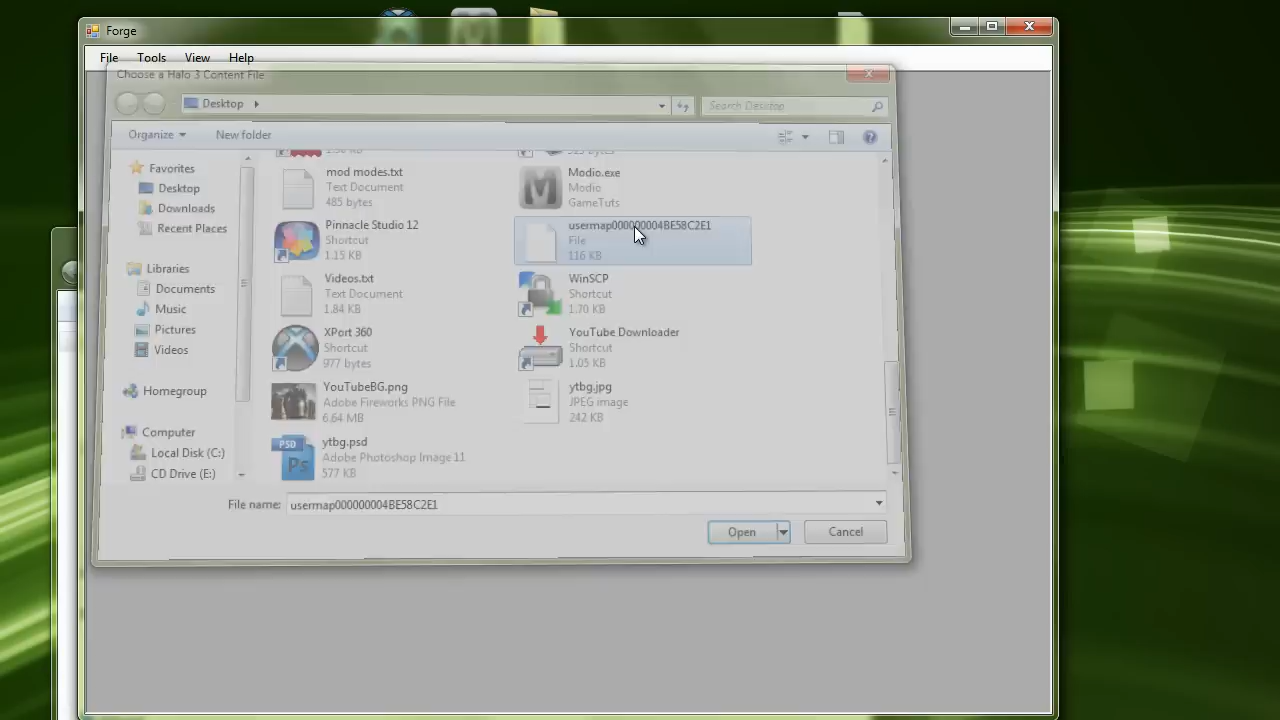 Forge
File Tools View Help
Choose a Halo 3 Content File
Desktop
Search Desktop
Organize New folder
Favorites
Desktop
Downloads
Recent Places
Libraries
Documents
Music
Pictures
Videos
Homegroup
Computer
Local Disk (C:)
CD Drive (E:)
mod modes.txt
Text Document
485 bytes
Modio.exe
Modio
GameTuts
Pinnacle Studio 12
Shortcut
1.15 KB
usermap000000004BE58C2E1
File
116 KB
Videos.txt
Text Document
1.84 KB
WinSCP
Shortcut
1.70 KB
XPort 360
Shortcut
977 bytes
YouTube Downloader
Shortcut
1.05 KB
YouTubeBG.png
Adobe Fireworks PNG File
6.64 MB
ytbg.jpg
JPEG image
242 KB
PSD
Ps
ytbg.psd
Adobe Photoshop Image 11
577 KB
File name: usermap000000004BE58C2E1
Open Cancel